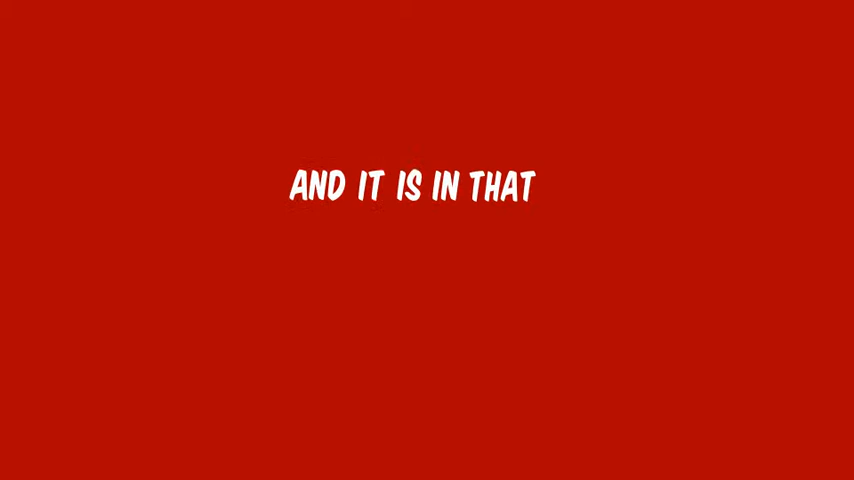 AND IT IS IN THAT